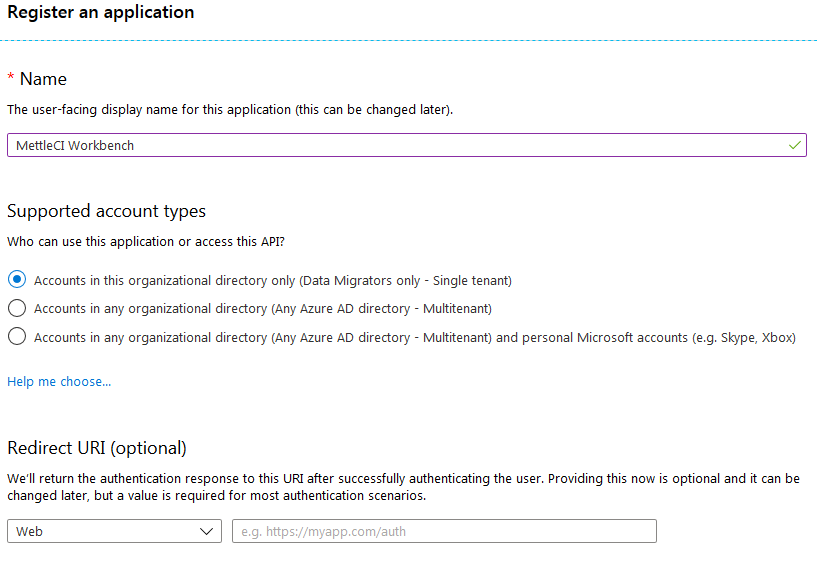 Register an application
* Name
The user-facing display name for this application (this can be changed later).
MettleCI Workbench
Supported account types
Who can use this application or access this API?
Accounts in this organizational directory only (Data Migrators only - Single tenant)
Accounts in any organizational directory (Any Azure AD directory - Multitenant)
Accounts in any organizational directory (Any Azure AD directory - Multitenant) and personal Microsoft accounts (e.g. Skype, Xbox)
Help me choose...
Redirect URI (optional)
We'll return the authentication response to this URI after successfully authenticating the user. Providing this now is optional and it can be
changed later, but a value is required for most authentication scenarios.
Web
e.g. https://myapp.com/auth